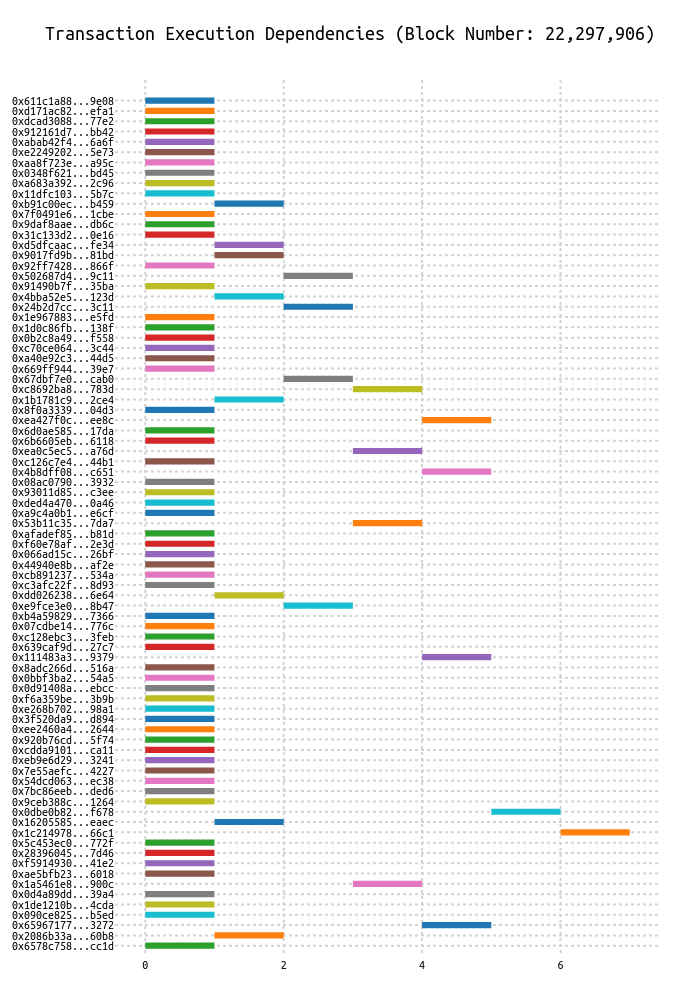 Transaction Execution Dependencies (Block Number: 22,297,906)
0x611c1a88...9e08
0xd171ac82...efa1
0xdcad3088...77e2
0x912161d7...bb42
0xabab42f4...6a6f
0xe2249202...5e73
0xaa8f723e...a95c
0x0348f621...bd45
0xa683a392...2c96
0x11dfc103...5b7c
0xb91c00ec...b459
0x7f0491e6...1cbe
0x9daf8aae...db6c
0x31c133d2...0e16
0xd5dfcaac...fe34
0x9017fd9b...81bd
0x92ff7428...866f
0x502687d4...9c11
0x91490b7f...35ba
0x4bba52e5...123d
0x24b2d7cc...3c11
0x1e967883...e5fd
0x1d0c86fb...138f
0x0b2c8a49...f558
0xc70ce064...3c44
0xa40e92c3...44d5
0x669ff944...39e7
0x67dbf7e0...cab0
0xc8692ba8...783d
0x1b1781c9...2ce4
0x8f0a3339...04d3
0xea427f0c...ee8c
0x6d0ae585...17da
0x6b6605eb...6118
0xea0c5ec5...a76d
0xc126c7e4...44b1
0x4b8dff08...c651
0x08ac0790...3932
0x93011d85...c3ee
0xded4a470...0a46
0xa9c4a0b1...e6cf
0x53b11c35...7da7
0xafadef85...b81d
0xf60e78af...2e3d
0x066ad15c...26bf
0x44940e8b...af2e
0xcb891237...534a
0xc3afc22f...8d93
0xdd026238...6e64
0xe9fce3e0...8b47
0xb4a59829...7366
0x07cdbe14...776c
0xc128ebc3...3feb
0x639caf9d...27c7
0x111483a3...9379
0x8adc266d...516a
0x0bbf3ba2...54a5
0x0d91408a...ebcc
0xf6a359be...3b9b
0xe268b702...98a1
0x3f520da9...d894
0xee2460a4...2644
0x920b76cd...5f74
0xcdda9101...ca11
0xeb9e6d29...3241
0x7e55aefc...4227
0x54dcd063...ec38
0x7bc86eeb...ded6
0x9ceb388c...1264
0x0dbe0b82...f678
0x16205585...eaec
0x1c214978...66c1
0x5c453ec0...772f
0x28396045...7d46
0xf5914930...41e2
0xae5bfb23...6018
0x1a5461e8...900c
0x0d4a89dd...39a4
0x1de1210b...4cda
0x090ce825...b5ed
0x65967177...3272
0x2086b33a...60b8
0x6578c758...cc1d
0 2 4 6